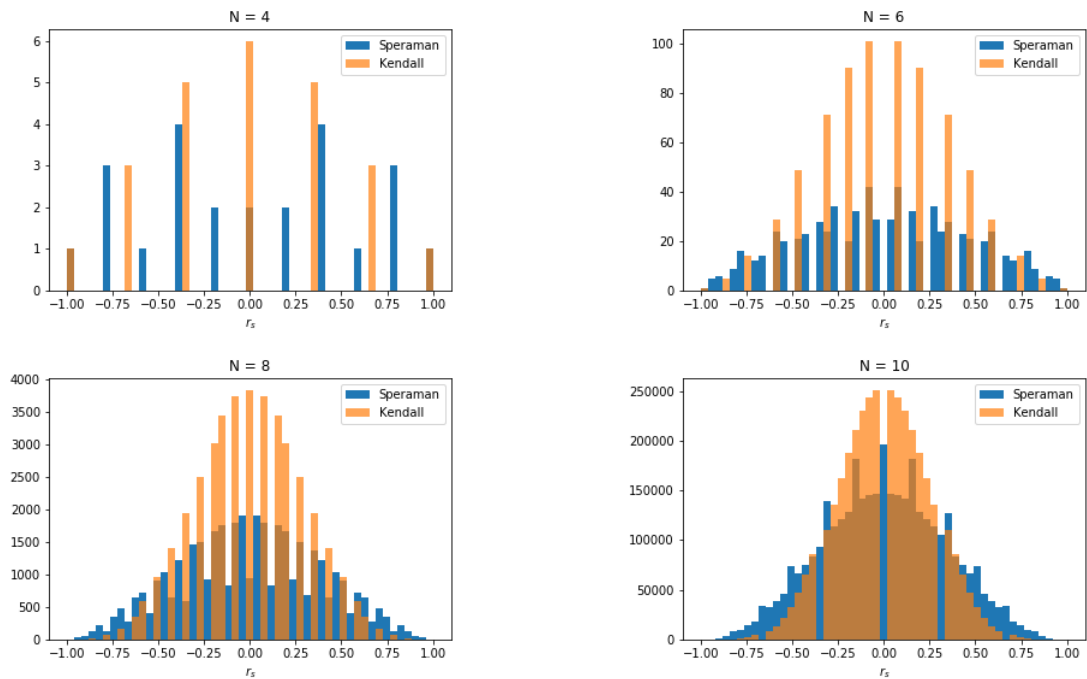 N = 4
Speraman
Kendall
6
5
4
3
2
1
0
−1.00 −0.75 −0.50 −0.25 0.00 0.25 0.50 0.75 1.00
r_s
N = 6
Speraman
Kendall
100
80
60
40
20
0
−1.00 −0.75 −0.50 −0.25 0.00 0.25 0.50 0.75 1.00
r_s
N = 8
Speraman
Kendall
4000
3500
3000
2500
2000
1500
1000
500
0
−1.00 −0.75 −0.50 −0.25 0.00 0.25 0.50 0.75 1.00
r_s
N = 10
Speraman
Kendall
250000
200000
150000
100000
50000
0
−1.00 −0.75 −0.50 −0.25 0.00 0.25 0.50 0.75 1.00
r_s